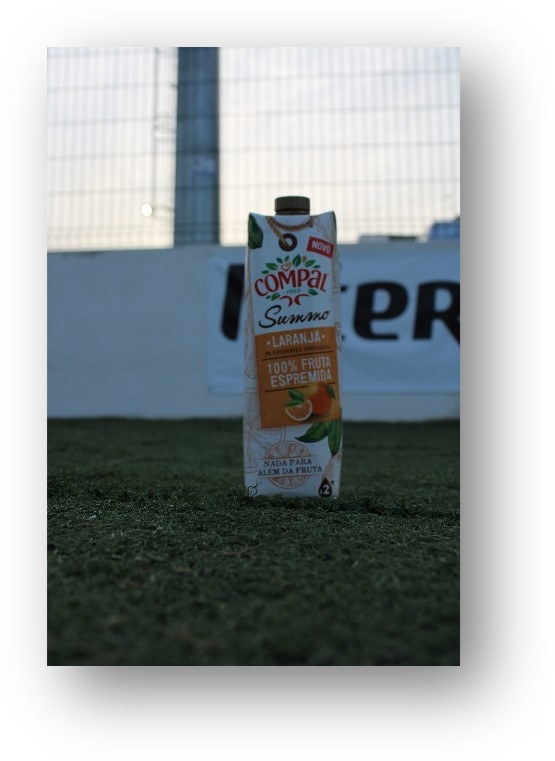 NOVO
COMPAL
Summo
·LARANJA·
100% FRUTA
ESPREMIDA
NADA PARA
ALÉM DA FRUTA